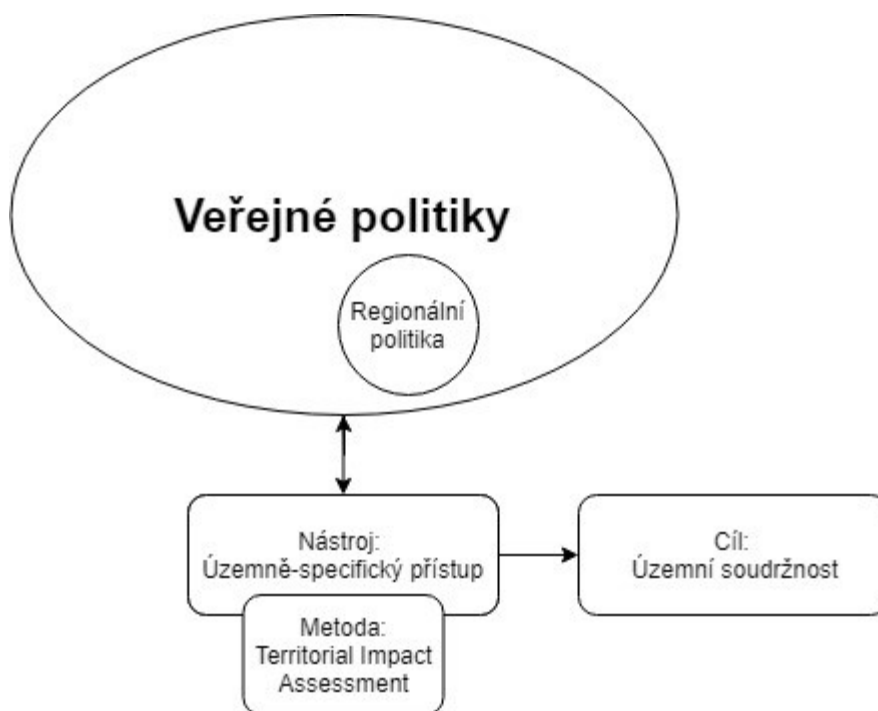 Veřejné politiky
Regionální
politika
Nástroj:
Územně-specifický přístup
Cíl:
Územní soudržnost
Metoda:
Territorial Impact
Assessment